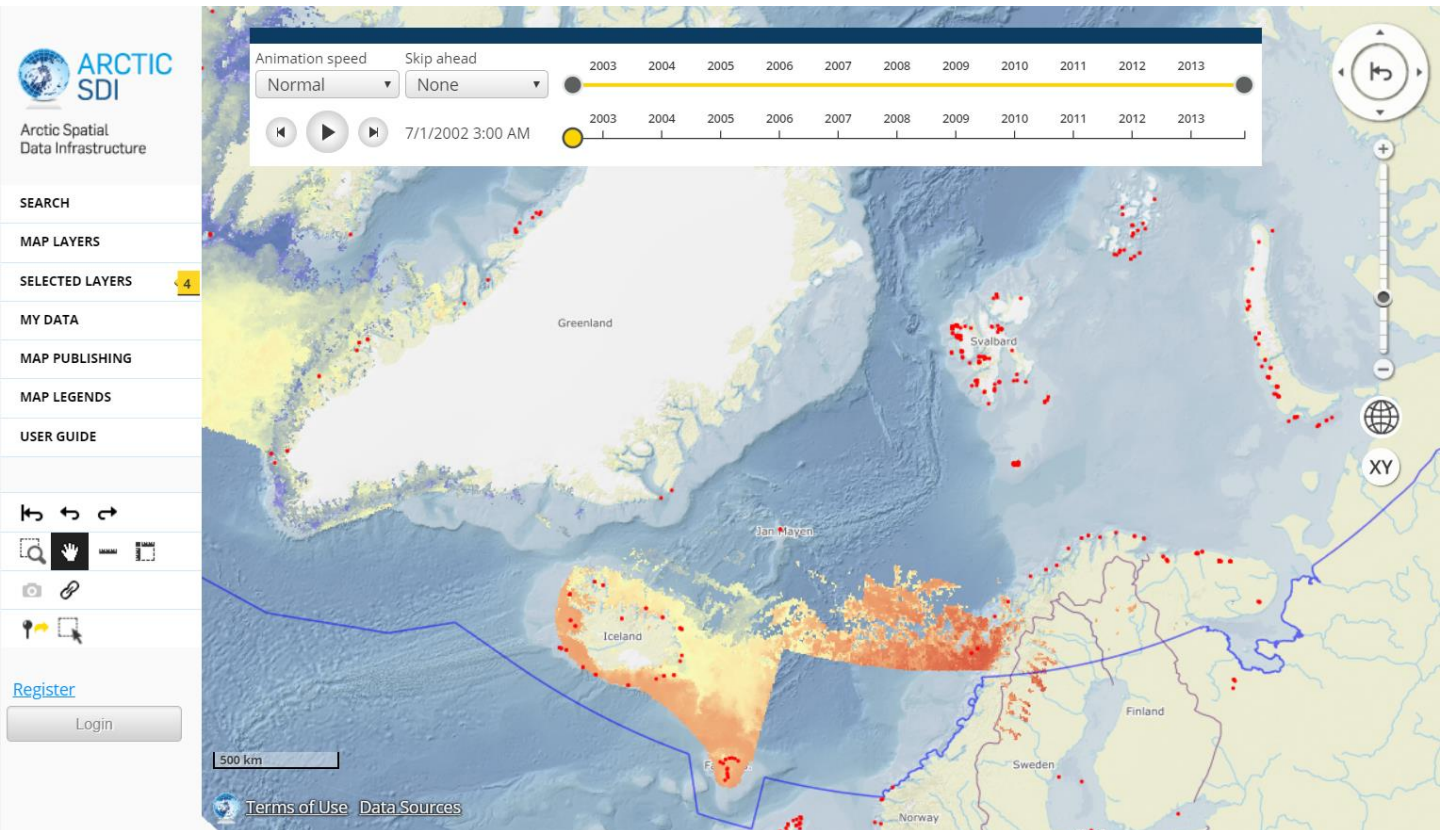 ARCTIC
SDI
Arctic Spatial
Data Infrastructure
SEARCH
MAP LAYERS
SELECTED LAYERS
4
MY DATA
MAP PUBLISHING
MAP LEGENDS
USER GUIDE
Register
Login
Animation speed
Skip ahead
Normal
None
7/1/2002 3:00 AM
2003 2004 2005 2006 2007 2008 2009 2010 2011 2012 2013
2003 2004 2005 2006 2007 2008 2009 2010 2011 2012 2013
XY
Greenland
Svalbard
Jan Mayen
Iceland
Finland
Sweden
Norway
500 km
Terms of Use Data Sources